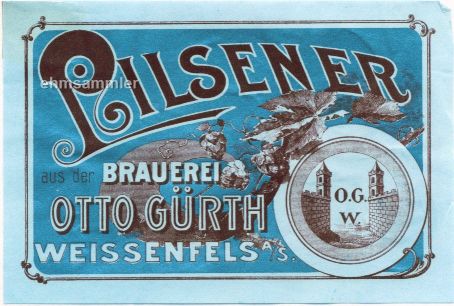 PILSENER
ehmsammler
aus der BRAUEREI
OTTO GÜRTH
WEISSENFELS A/S.
O.G.
W.